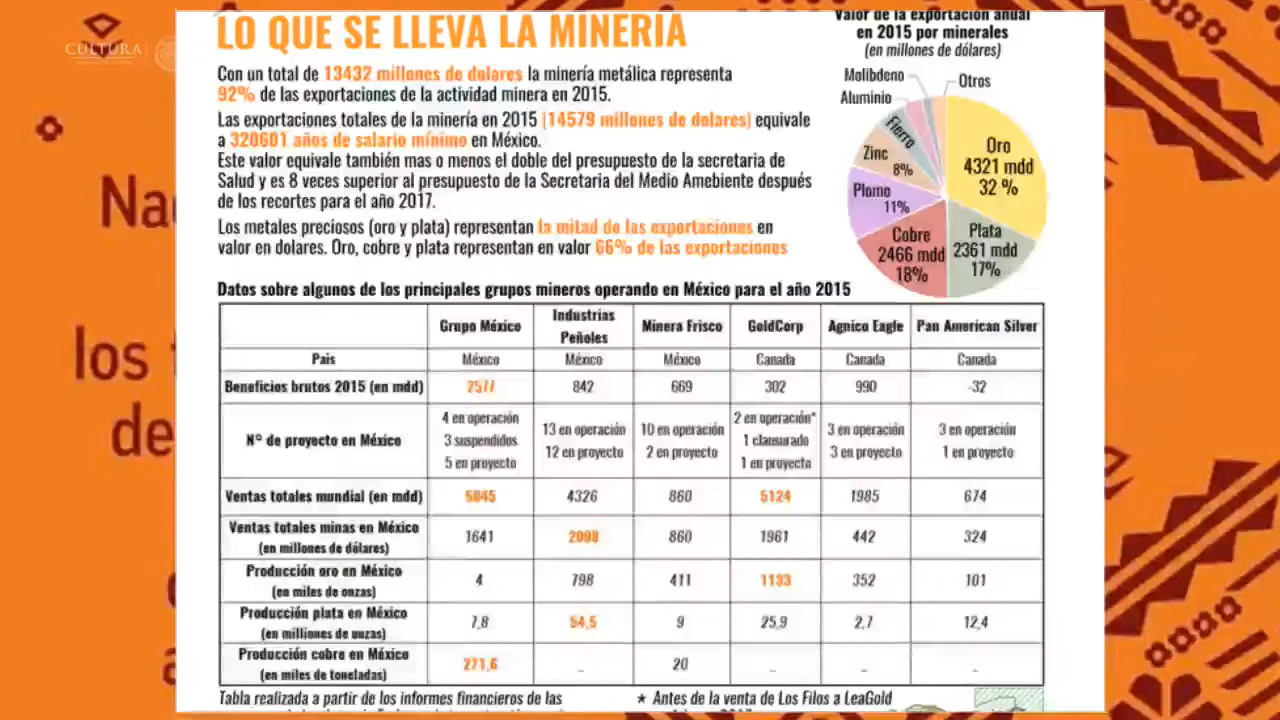 CULTURA
Na
los
de
LO QUE SE LLEVA LA MINERÍA
Con un total de 13432 millones de dolares la minería metálica representa
92% de las exportaciones de la actividad minera en 2015.
Las exportaciones totales de la minería en 2015 (14579 millones de dolares) equivale
a 320601 años de salario mínimo en México.
Este valor equivale también mas o menos el doble del presupuesto de la secretaria de
Salud y es 8 veces superior al presupuesto de la Secretaria del Medio Amebiente después
de los recortes para el año 2017.
Los metales preciosos (oro y plata) representan la mitad de las exportaciones en
valor en dolares. Oro, cobre y plata representan en valor 66% de las exportaciones
Valor de la exportación anual
en 2015 por minerales
(en millones de dólares)
Molibdeno
Otros
Aluminio
Fierro
Zinc
8%
Plomo
11%
Cobre
2466 mdd
18%
Plata
2361 mdd
17%
Oro
4321 mdd
32 %
Datos sobre algunos de los principales grupos mineros operando en México para el año 2015
Grupo México Industrias Peñoles Minera Frisco GoldCorp Agnico Eagle Pan American Silver
Pais México México México Canada Canada Canada
Beneficios brutos 2015 (en mdd) 2577 842 669 302 990 -32
N° de proyecto en México
4 en operación
3 suspendidos
5 en proyecto
13 en operación
12 en proyecto
10 en operación
2 en proyecto
2 en operación*
1 clausurado
1 en proyecto
3 en operación
3 en proyecto
3 en operación
1 en proyecto
Ventas totales mundial (en mdd) 5045 4326 860 5124 1985 674
Ventas totales minas en México
(en millones de dólares)
1641 2098 860 1961 442 324
Producción oro en México
(en miles de onzas)
4 798 411 1133 352 101
Producción plata en México
(en milliones de onzas)
7,8 54,5 9 25,9 2,7 12,4
Producción cobre en México
(en miles de toneladas)
271,6 _ 20 _ _ _
Tabla realizada a partir de los informes financieros de las
* Antes de la venta de Los Filos a LeaGold